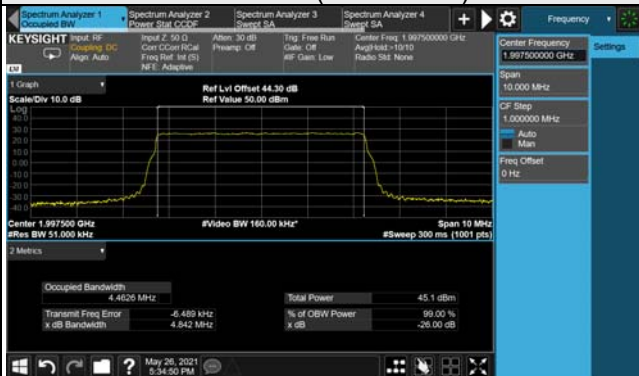 Spectrum Analyzer 1
Occupied BW
Spectrum Analyzer 2
Power Stat CCDF
Spectrum Analyzer 3
Swept SA
Spectrum Analyzer 4
Swept SA
Frequency
KEYSIGHT
Input: RF
Coupling: DC
Align: Auto
Input Z: 50 Ω
Corr CCorr RCal
Freq Ref: Int (S)
NFE: Adaptive
Atten: 30 dB
Preamp: Off
Trig: Free Run
Gate: Off
#IF Gain: Low
Center Freq: 1.997500000 GHz
Avg|Hold:>10/10
Radio Std: None
LXI
1 Graph
Scale/Div 10.0 dB
Ref Lvl Offset 44.30 dB
Ref Value 50.00 dBm
Log
40.0
30.0
20.0
10.0
0.00
-10.0
-20.0
-30.0
-40.0
Center 1.997500 GHz
#Res BW 51.000 kHz
#Video BW 160.00 kHz*
Span 10 MHz
#Sweep 300 ms (1001 pts)
2 Metrics
Occupied Bandwidth
4.4626 MHz
Total Power
45.1 dBm
Transmit Freq Error
-6.489 kHz
% of OBW Power
99.00 %
x dB Bandwidth
4.842 MHz
x dB
-26.00 dB
Center Frequency
1.997500000 GHz
Settings
Span
10.000 MHz
CF Step
1.000000 MHz
Auto
Man
Freq Offset
0 Hz
May 26, 2021
5:34:50 PM